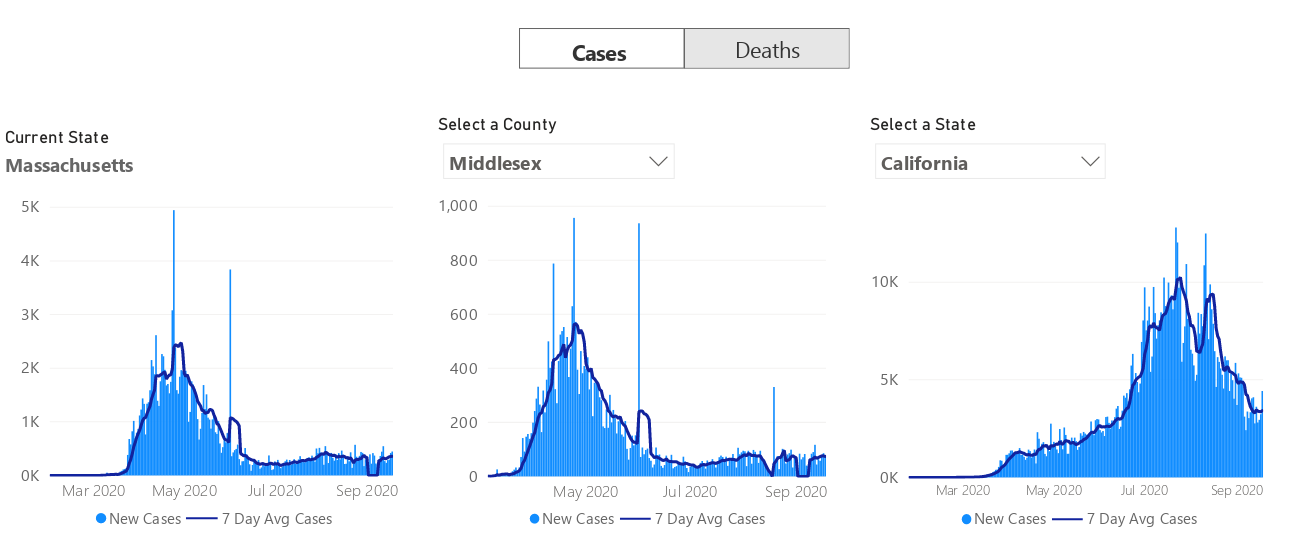 Cases
Deaths
Current State
Massachusetts
5K
4K
3K
2K
1K
0K
Mar 2020
May 2020
Jul 2020
Sep 2020
New Cases
7 Day Avg Cases
Select a County
Middlesex
1,000
800
600
400
200
0
May 2020
Jul 2020
Sep 2020
New Cases
7 Day Avg Cases
Select a State
California
10K
5K
0K
Mar 2020
May 2020
Jul 2020
Sep 2020
New Cases
7 Day Avg Cases